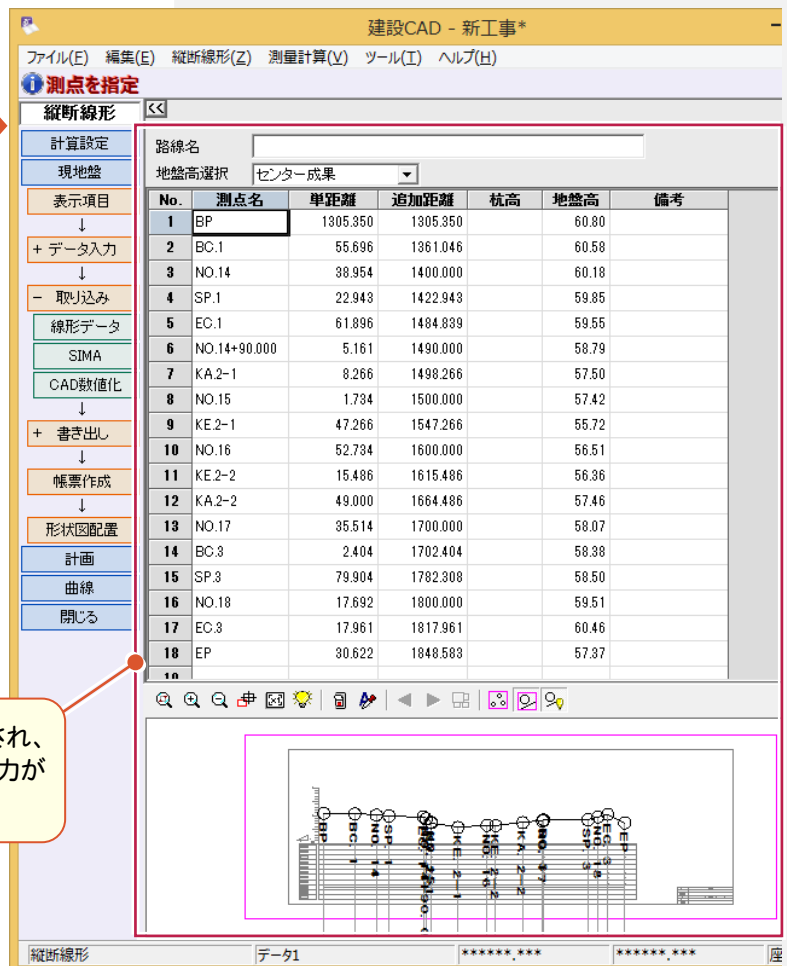 建設CAD - 新工事*
ファイル(F) 編集(E) 縦断線形(Z) 測量計算(V) ツール(T) ヘルプ(H)
測点を指定
縦断線形
<<
計算設定
現地盤
表示項目
↓
+ データ入力
↓
- 取り込み
線形データ
SIMA
CAD数値化
↓
+ 書き出し
↓
帳票作成
↓
形状図配置
計画
曲線
閉じる
路線名
地盤高選択 センター成果
No. 測点名 単距離 追加距離 杭高 地盤高 備考
1 BP 1305.350 1305.350 60.80
2 BC.1 55.696 1361.046 60.58
3 NO.14 38.954 1400.000 60.18
4 SP.1 22.943 1422.943 59.85
5 EC.1 61.896 1484.839 59.55
6 NO.14+90.000 5.161 1490.000 58.79
7 KA.2-1 8.266 1498.266 57.50
8 NO.15 1.734 1500.000 57.42
9 KE.2-1 47.266 1547.266 55.72
10 NO.16 52.734 1600.000 56.51
11 KE.2-2 15.486 1615.486 56.36
12 KA.2-2 49.000 1664.486 57.46
13 NO.17 35.514 1700.000 58.07
14 BC.3 2.404 1702.404 58.38
15 SP.3 79.904 1782.308 58.50
16 NO.18 17.692 1800.000 59.51
17 EC.3 17.961 1817.961 60.46
18 EP 30.622 1848.583 57.37
され、
力が
BP
BC. 1
NO. 14
SP. 1
KE. 2-1
NO. 16
KE. 2-2
KA. 2-2
SP. 3
NO. 18
EC. 3
EP
縦断線形 データ1 ******.*** ******.*** 座